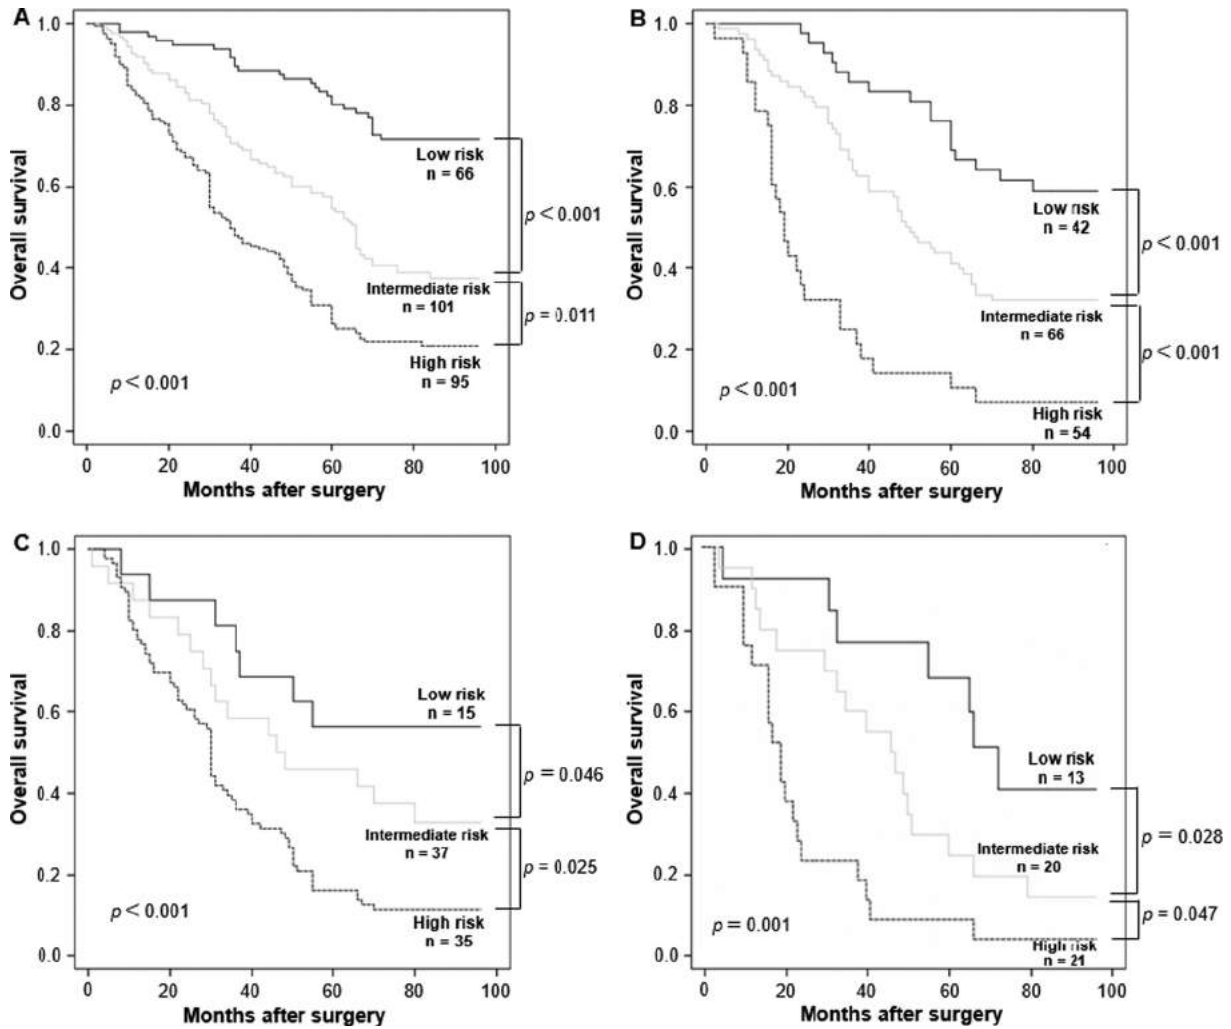 A
Overall survival
1.0
0.8
0.6
0.4
0.2
0.0
Low risk
n = 66
p < 0.001
Intermediate risk
n = 101
p = 0.011
High risk
n = 95
p < 0.001
0 20 40 60 80 100
Months after surgery
B
Overall survival
1.0
0.8
0.6
0.4
0.2
0.0
Low risk
n = 42
p < 0.001
Intermediate risk
n = 66
p < 0.001
High risk
n = 54
p < 0.001
0 20 40 60 80 100
Months after surgery
C
Overall survival
1.0
0.8
0.6
0.4
0.2
0.0
Low risk
n = 15
p = 0.046
Intermediate risk
n = 37
p = 0.025
High risk
n = 35
p < 0.001
0 20 40 60 80 100
Months after surgery
D
Overall survival
1.0
0.8
0.6
0.4
0.2
0.0
Low risk
n = 13
p = 0.028
Intermediate risk
n = 20
p = 0.047
High risk
n = 21
p = 0.001
0 20 40 60 80 100
Months after surgery